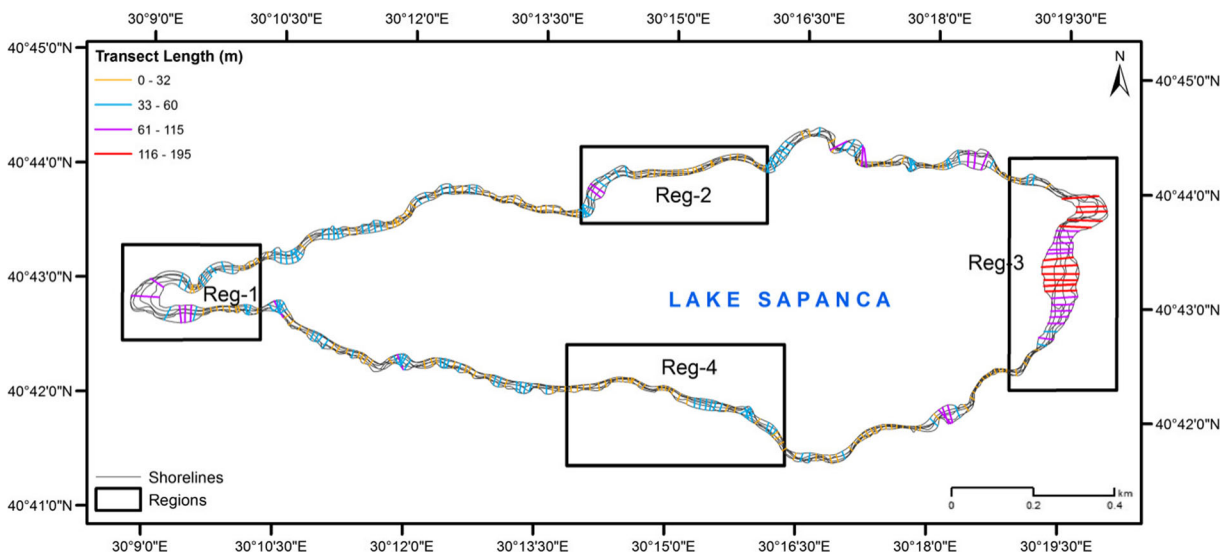 30°9'0"E 30°10'30"E 30°12'0"E 30°13'30"E 30°15'0"E 30°16'30"E 30°18'0"E 30°19'30"E
40°45'0"N
Transect Length (m)
0 - 32
33 - 60
61 - 115
116 - 195
N
40°45'0"N
40°44'0"N
40°44'0"N
Reg-2
40°43'0"N
Reg-1
Reg-3
LAKE SAPANCA
40°43'0"N
Reg-4
40°42'0"N
40°42'0"N
Shorelines
Regions
km
0 0.2 0.4
40°41'0"N
30°9'0"E 30°10'30"E 30°12'0"E 30°13'30"E 30°15'0"E 30°16'30"E 30°18'0"E 30°19'30"E